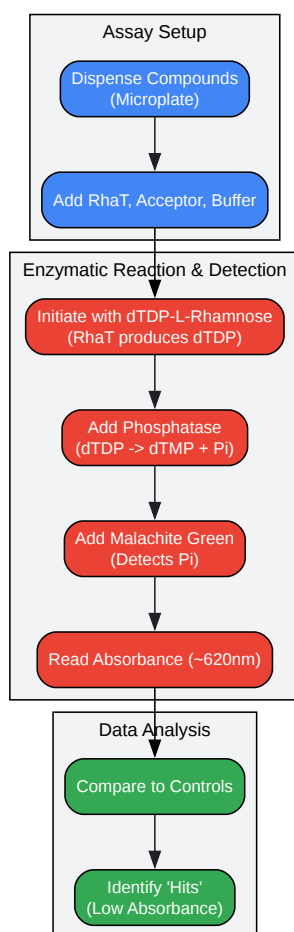 Assay Setup
Dispense Compounds
(Microplate)
Add RhaT, Acceptor, Buffer
Enzymatic Reaction & Detection
Initiate with dTDP-L-Rhamnose
(RhaT produces dTDP)
Add Phosphatase
(dTDP -> dTMP + Pi)
Add Malachite Green
(Detects Pi)
Read Absorbance (~620nm)
Data Analysis
Compare to Controls
Identify 'Hits'
(Low Absorbance)